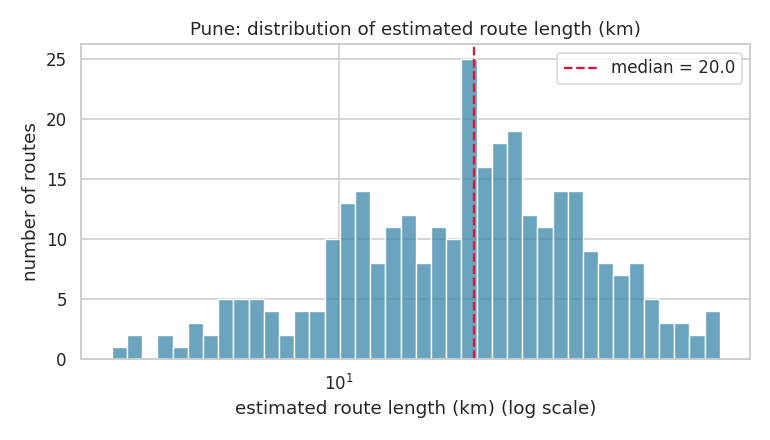 Pune: distribution of estimated route length (km)
median = 20.0
number of routes
25
20
15
10
5
0
10¹
estimated route length (km) (log scale)